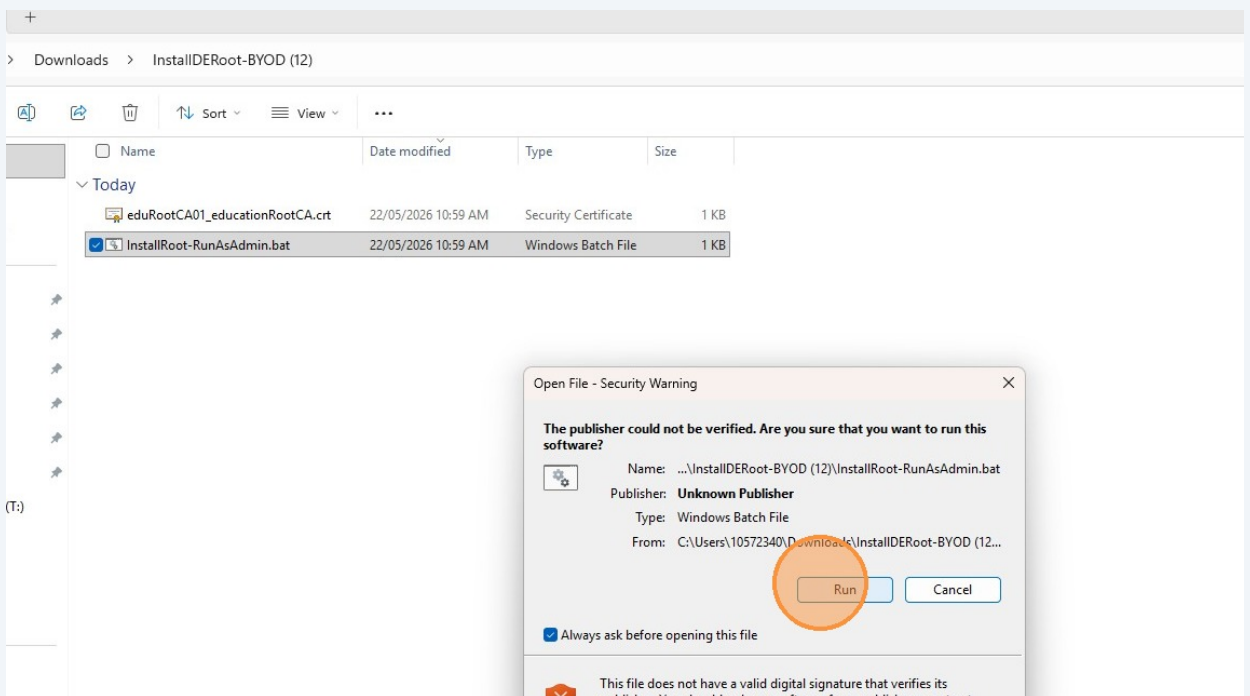 +
> Downloads > InstallDERoot-BYOD (12)
Sort View ...
Name Date modified Type Size
Today
eduRootCA01_educationRootCA.crt 22/05/2026 10:59 AM Security Certificate 1 KB
InstallRoot-RunAsAdmin.bat 22/05/2026 10:59 AM Windows Batch File 1 KB
(T:)
Open File - Security Warning
The publisher could not be verified. Are you sure that you want to run this
software?
Name: ...\InstallDERoot-BYOD (12)\InstallRoot-RunAsAdmin.bat
Publisher: Unknown Publisher
Type: Windows Batch File
From: C:\Users\10572340\Downloads\InstallDERoot-BYOD (12...
Run Cancel
Always ask before opening this file
This file does not have a valid digital signature that verifies its